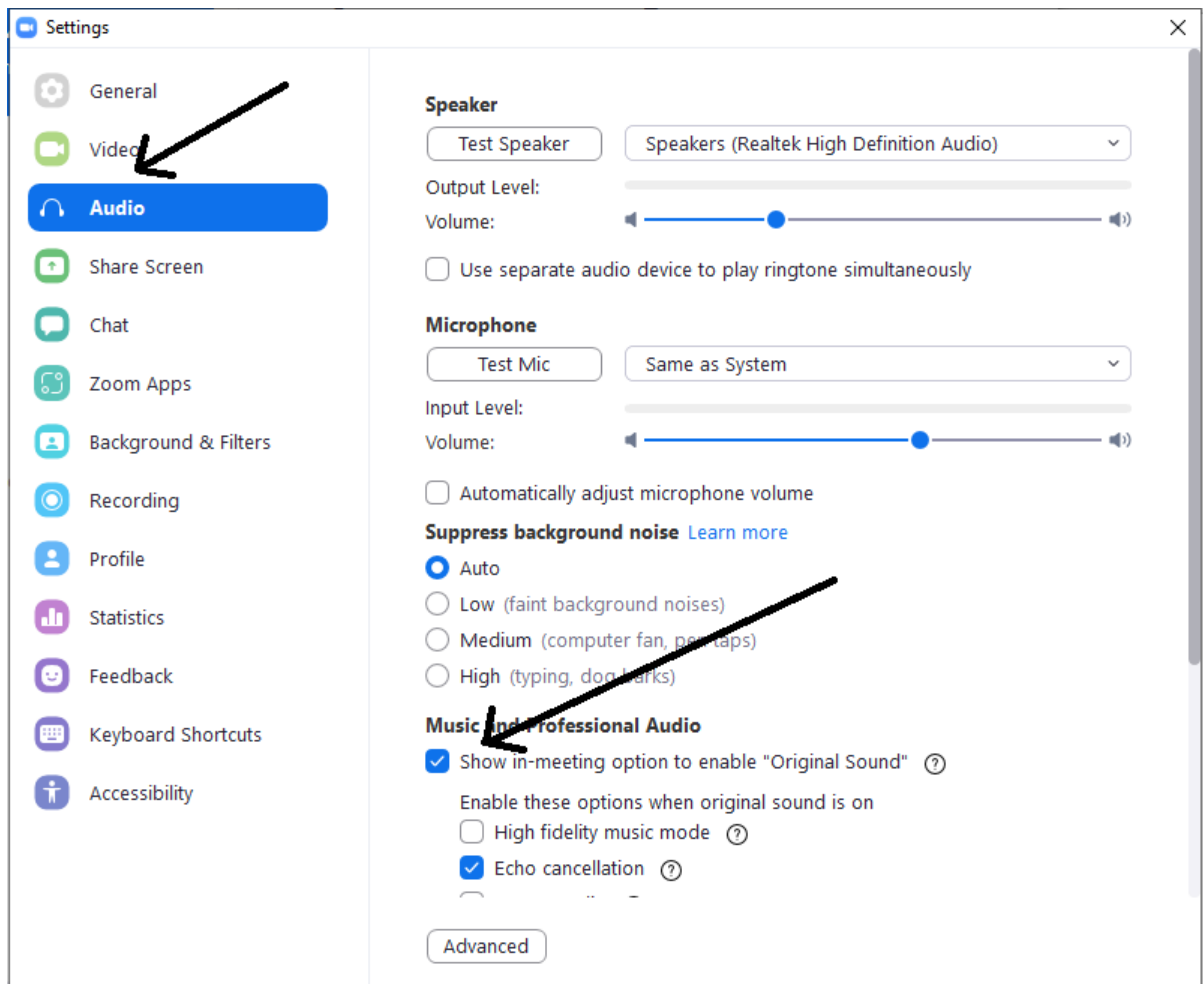 Settings
General
Video
Audio
Share Screen
Chat
Zoom Apps
Background & Filters
Recording
Profile
Statistics
Feedback
Keyboard Shortcuts
Accessibility
Speaker
Test Speaker
Speakers (Realtek High Definition Audio)
Output Level:
Volume:
Use separate audio device to play ringtone simultaneously
Microphone
Test Mic
Same as System
Input Level:
Volume:
Automatically adjust microphone volume
Suppress background noise Learn more
Auto
Low (faint background noises)
Medium (computer fan, pen taps)
High (typing, dog barks)
Music and Professional Audio
Show in-meeting option to enable "Original Sound" ?
Enable these options when original sound is on
High fidelity music mode ?
Echo cancellation ?
Advanced